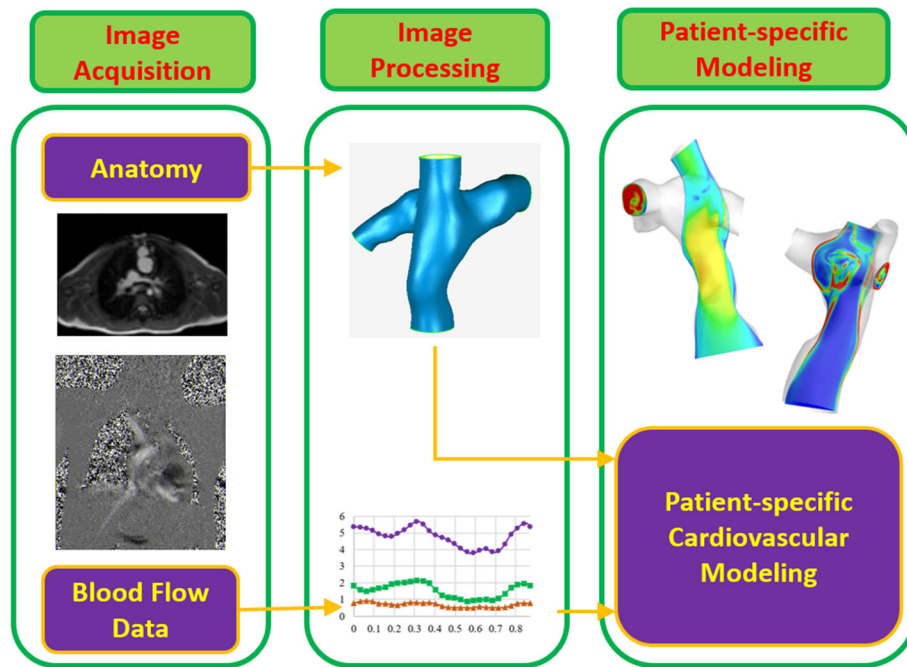 Image
Acquisition
Image
Processing
Patient-specific
Modeling
Anatomy
Blood Flow
Data
6
5
4
3
2
1
0
0 0.1 0.2 0.3 0.4 0.5 0.6 0.7 0.8
Patient-specific
Cardiovascular
Modeling